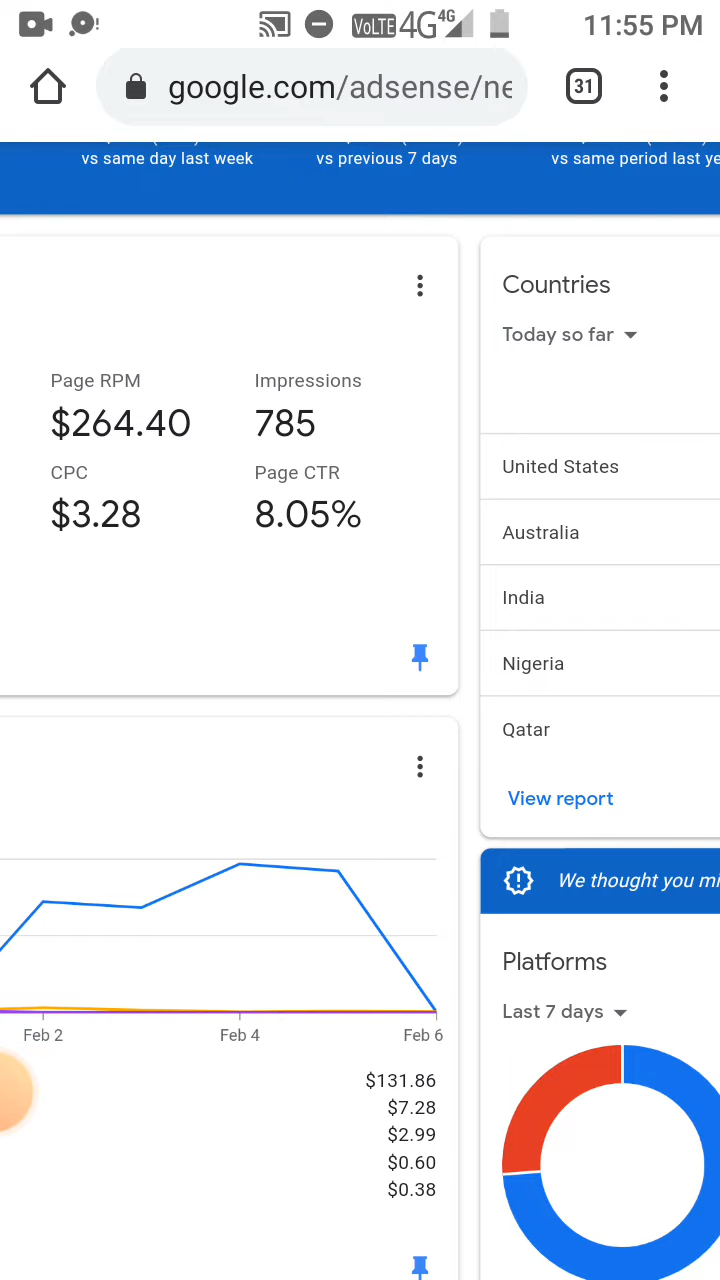 VoLTE 4G 4G 11:55 PM
google.com/adsense/ne
31
vs same day last week
vs previous 7 days
vs same period last ye
Page RPM
Impressions
$264.40
785
CPC
Page CTR
$3.28
8.05%
Countries
Today so far
United States
Australia
India
Nigeria
Qatar
View report
Feb 2
Feb 4
Feb 6
$131.86
$7.28
$2.99
$0.60
$0.38
We thought you mi
Platforms
Last 7 days